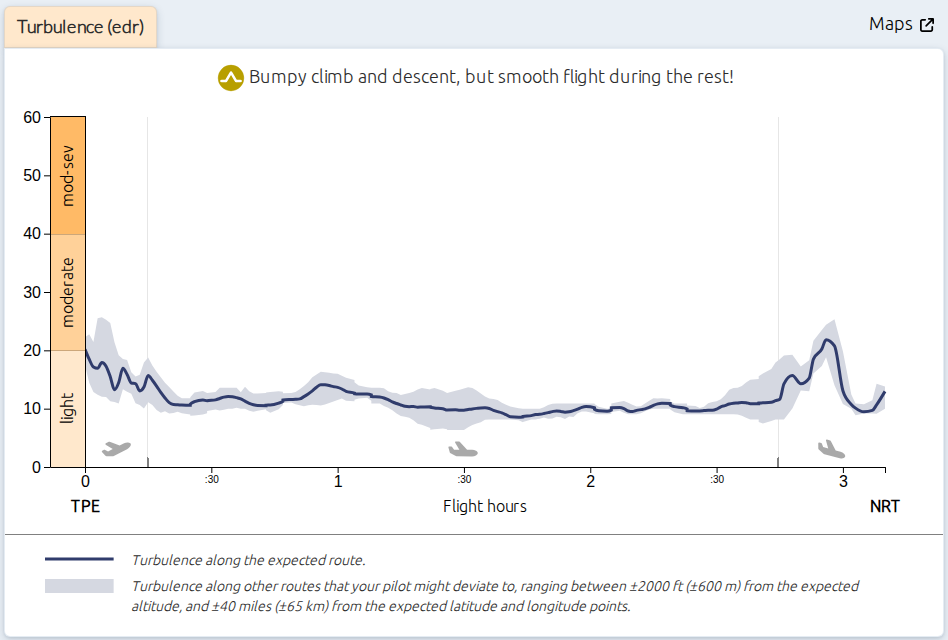 Turbulence (edr)
Maps
Bumpy climb and descent, but smooth flight during the rest!
60
50
40
30
20
10
0
mod-sev
moderate
light
0
:30
1
:30
2
:30
3
TPE
Flight hours
NRT
Turbulence along the expected route.
Turbulence along other routes that your pilot might deviate to, ranging between ±2000 ft (±600 m) from the expected
altitude, and ±40 miles (±65 km) from the expected latitude and longitude points.